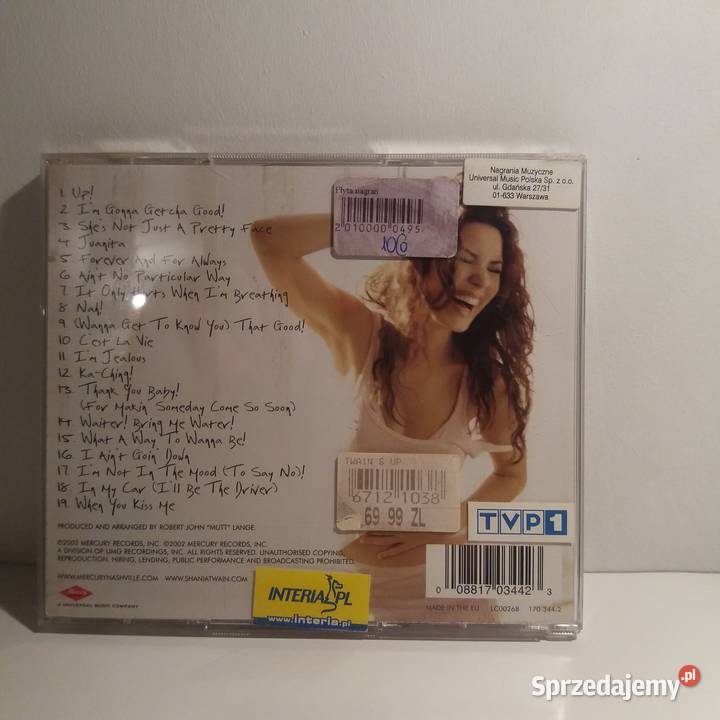 1. Up!
2. I'm Gonna Getcha Good!
3. She's Not Just A Pretty Face
4. Juanita
5. Forever And For Always
6. Ain't No Particular Way
7. It Only Hurts When I'm Breathing
8. Nah!
9. (Wanna Get To Know You) That Good!
10. C'est La Vie
11. I'm Jealous
12. Ka-Ching!
13. Thank You Baby!
(For Makin' Someday Come So Soon)
14. Waiter! Bring Me Water!
15. What A Way To Wanna Be!
16. I Ain't Goin' Down
17. I'm Not In The Mood (To Say No)!
18. In My Car (I'll Be The Driver)
19. When You Kiss Me
PRODUCED AND ARRANGED BY ROBERT JOHN "MUTT" LANGE.
©2002 MERCURY RECORDS, INC. ℗2002 MERCURY RECORDS, INC.
A DIVISION OF UMG RECORDINGS, INC. ALL RIGHTS RESERVED. UNAUTHORISED COPYING,
REPRODUCTION, HIRING, LENDING, PUBLIC PERFORMANCE AND BROADCASTING PROHIBITED.
WWW.MERCURYNASHVILLE.COM WWW.SHANIATWAIN.COM
A UNIVERSAL MUSIC COMPANY
Płyta nagran
2 010000 0495
Nagrania Muzyczne
Universal Music Polska Sp. z o.o.
ul. Gdańska 27/31
01-633 Warszawa
TWAIN S UP
67121038
69 99 ZL
TVP1
INTERIA.PL
www.interia.pl
0 08817 03442 3
MADE IN THE EU LC00268 170 344-2
Sprzedajemy.pl